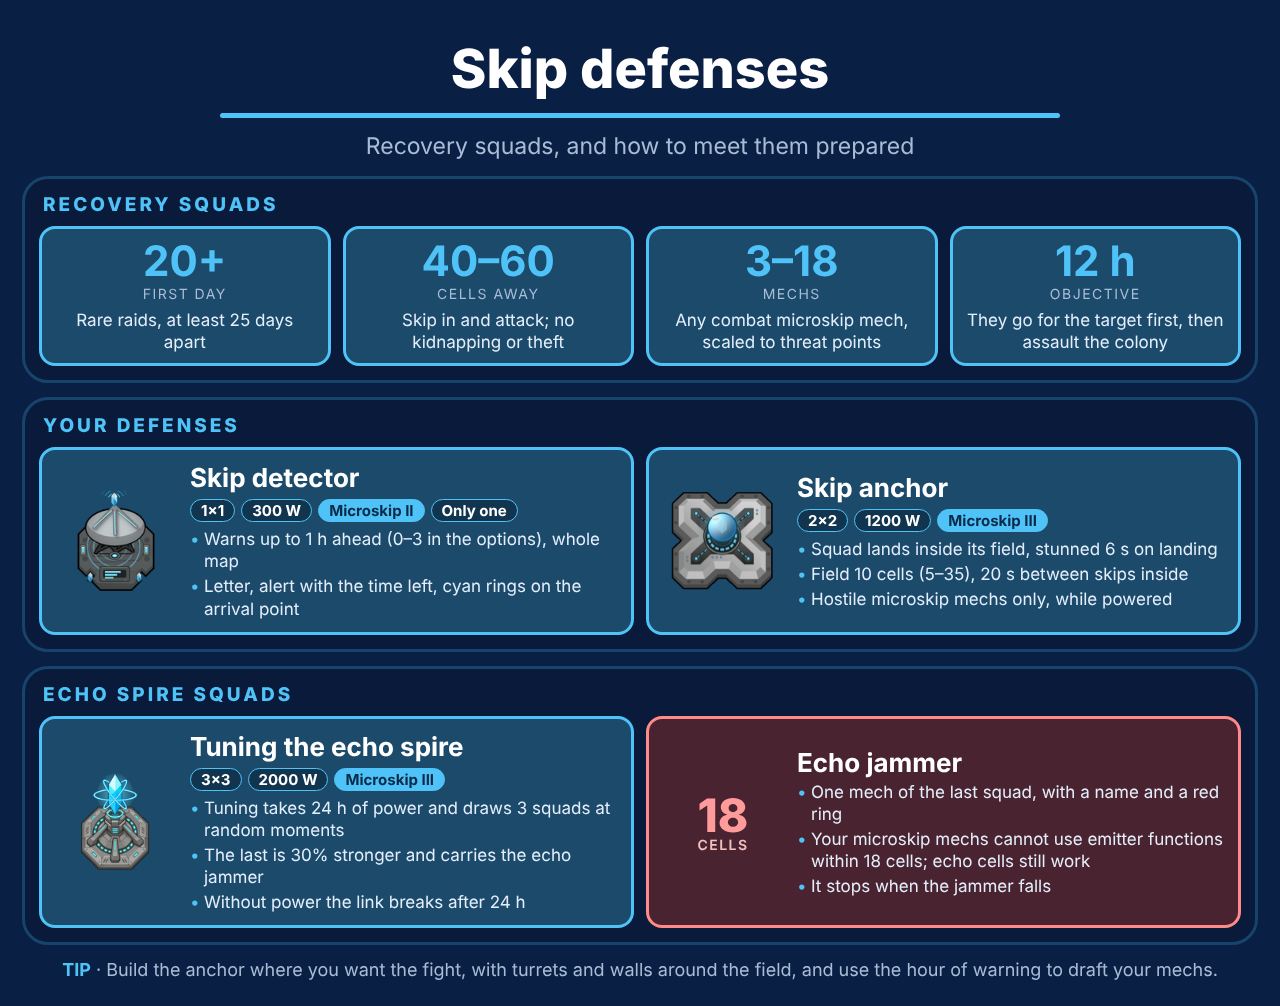 Skip defenses
Recovery squads, and how to meet them prepared
RECOVERY SQUADS
20+
FIRST DAY
Rare raids, at least 25 days
apart
40–60
CELLS AWAY
Skip in and attack; no
kidnapping or theft
3–18
MECHS
Any combat microskip mech,
scaled to threat points
12 h
OBJECTIVE
They go for the target first, then
assault the colony
YOUR DEFENSES
Skip detector
1×1 300 W Microskip II Only one
• Warns up to 1 h ahead (0–3 in the options), whole
map
• Letter, alert with the time left, cyan rings on the
arrival point
Skip anchor
2×2 1200 W Microskip III
• Squad lands inside its field, stunned 6 s on landing
• Field 10 cells (5–35), 20 s between skips inside
• Hostile microskip mechs only, while powered
ECHO SPIRE SQUADS
Tuning the echo spire
3×3 2000 W Microskip III
• Tuning takes 24 h of power and draws 3 squads at
random moments
• The last is 30% stronger and carries the echo
jammer
• Without power the link breaks after 24 h
18
CELLS
Echo jammer
• One mech of the last squad, with a name and a red
ring
• Your microskip mechs cannot use emitter functions
within 18 cells; echo cells still work
• It stops when the jammer falls
TIP · Build the anchor where you want the fight, with turrets and walls around the field, and use the hour of warning to draft your mechs.